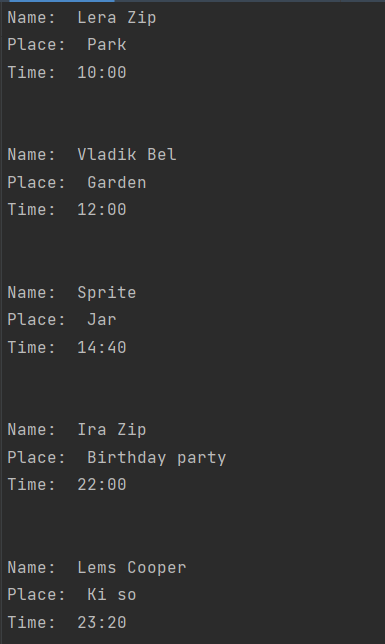 Name:  Lera Zip
Place:  Park
Time:  10:00
Name:  Vladik Bel
Place:  Garden
Time:  12:00
Name:  Sprite
Place:  Jar
Time:  14:40
Name:  Ira Zip
Place:  Birthday party
Time:  22:00
Name:  Lems Cooper
Place:  Ki so
Time:  23:20